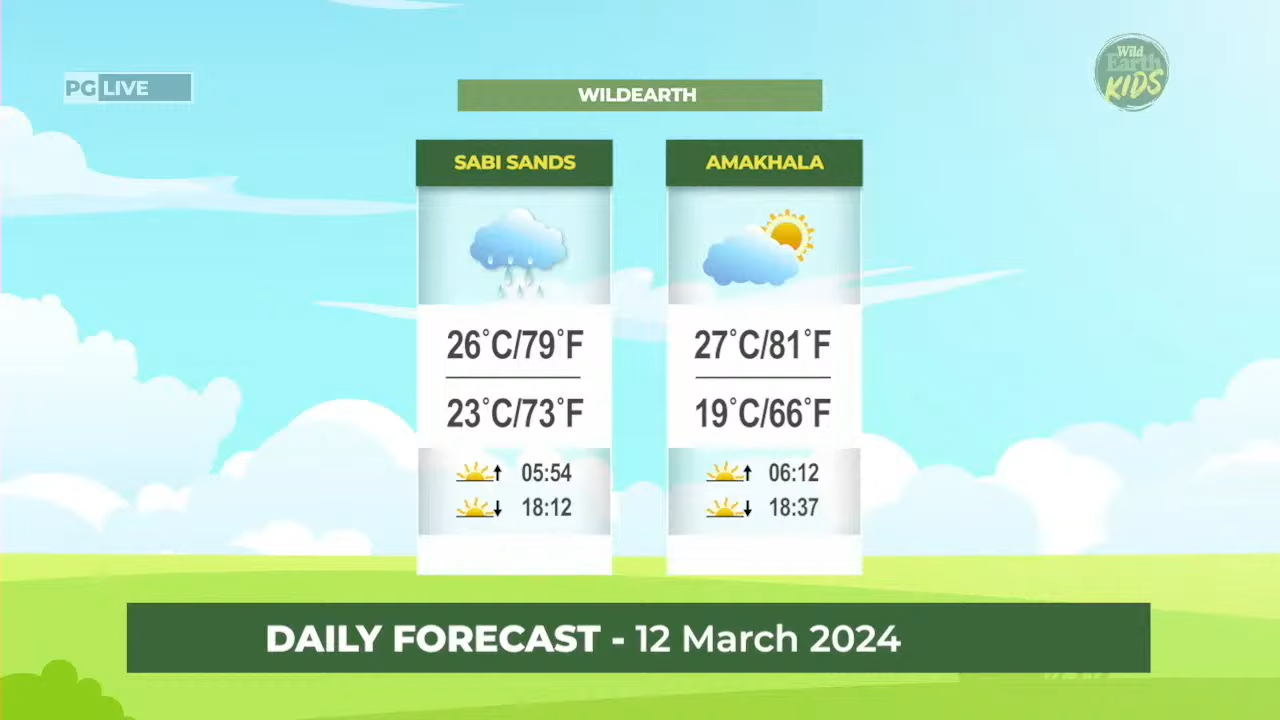 PG LIVE
Wild
Earth
KIDS
WILDEARTH
SABI SANDS
26°C/79°F
23°C/73°F
05:54
18:12
AMAKHALA
27°C/81°F
19°C/66°F
06:12
18:37
DAILY FORECAST - 12 March 2024